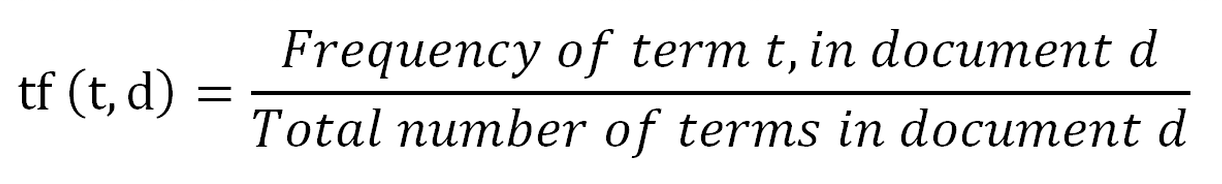 tf (t, d) = 
Frequency of term t, in document d
Total number of terms in document d